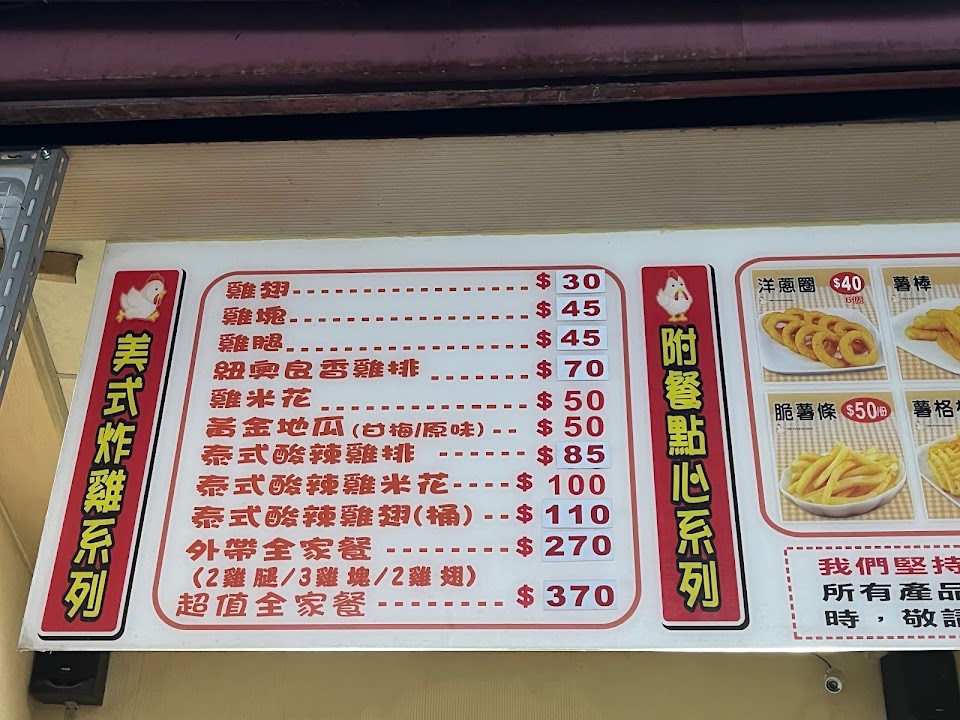 美式炸雞系列
雞翅 $30
雞塊 $45
雞腿 $45
紐奧良香雞排 $70
雞米花 $50
黃金地瓜(甘梅/原味) $50
泰式酸辣雞排 $85
泰式酸辣雞米花 $100
泰式酸辣雞翅(桶) $110
外帶全家餐 $270
(2雞腿/3雞塊/2雞翅)
超值全家餐 $370
附餐點心系列
洋蔥圈 $40
6個
薯棒
脆薯條 $50/份
薯格
我們堅持
所有產品
時，敬請